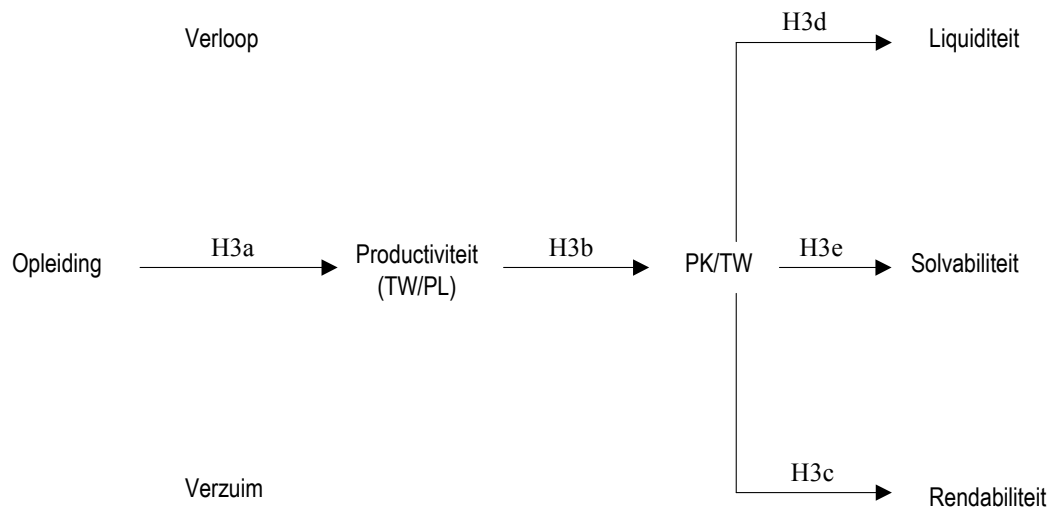 Verloop
H3d
Liquiditeit
Opleiding
H3a
Productiviteit
(TW/PL)
H3b
PK/TW
H3e
Solvabiliteit
Verzuim
H3c
Rendabiliteit